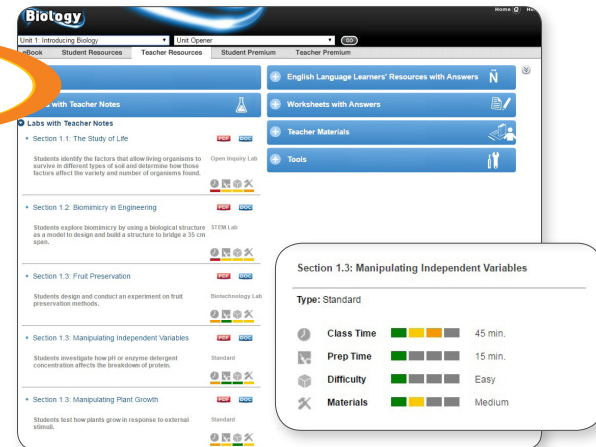 Biology
Home
Unit 1: Introducing Biology
Unit Opener
GO
eBook
Student Resources
Teacher Resources
Student Premium
Teacher Premium
English Language Learners' Resources with Answers
Ñ
with Teacher Notes
Worksheets with Answers
Teacher Materials
Tools
Labs with Teacher Notes
Section 1.1: The Study of Life PDF DOC
Students identify the factors that allow living organisms to Open Inquiry Lab
survive in different types of soil and determine how those
factors affect the variety and number of organisms found.
Section 1.2: Biomimicry in Engineering PDF DOC
Students explore biomimicry by using a biological structure STEM Lab
as a model to design and build a structure to bridge a 35 cm
span.
Section 1.3: Fruit Preservation PDF DOC
Students design and conduct an experiment on fruit Biotechnology Lab
preservation methods.
Section 1.3: Manipulating Independent Variables PDF DOC
Students investigate how pH or enzyme detergent Standard
concentration affects the breakdown of protein.
Section 1.3: Manipulating Plant Growth PDF DOC
Students test how plants grow in response to external Standard
stimuli.
Section 1.3: Manipulating Independent Variables
Type: Standard
Class Time 45 min.
Prep Time 15 min.
Difficulty Easy
Materials Medium